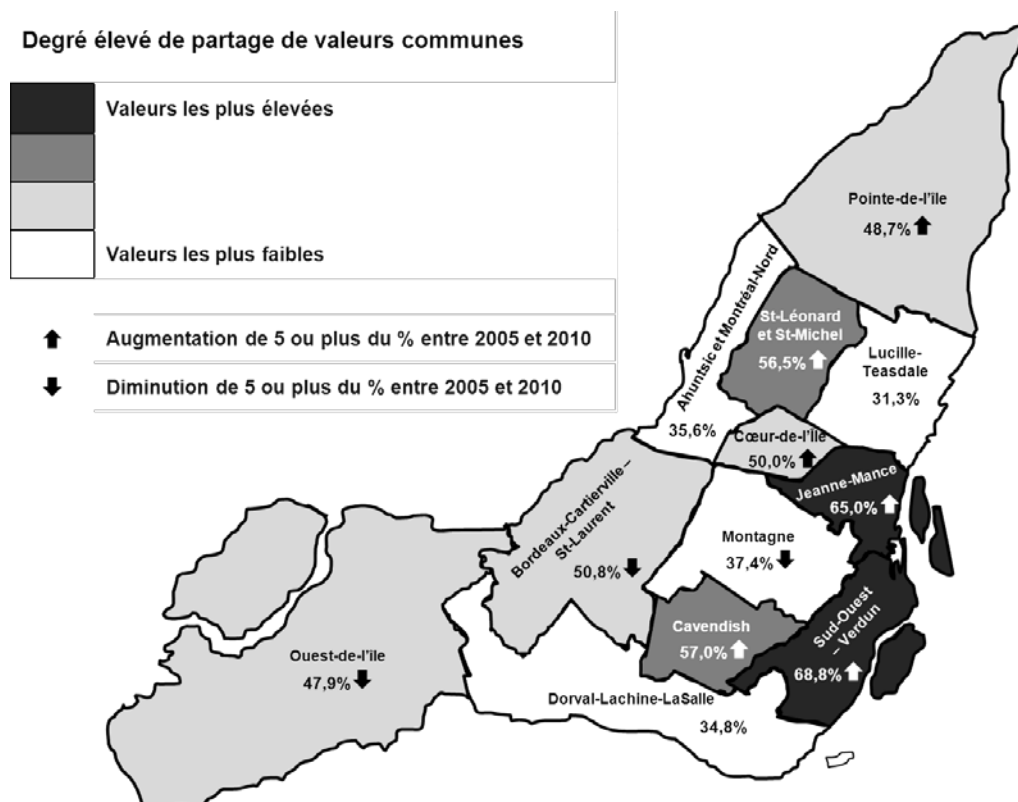 Degré élevé de partage de valeurs communes
Valeurs les plus élevées
Valeurs les plus faibles
Augmentation de 5 ou plus du % entre 2005 et 2010
Diminution de 5 ou plus du % entre 2005 et 2010
Pointe-de-l'île
48,7%
Ahuntsic et Montréal-Nord
35,6%
St-Léonard
et St-Michel
56,5%
Lucille-
Teasdale
31,3%
Cœur-de-l'île
50,0%
Jeanne-Mance
65,0%
Bordeaux-Cartierville –
St-Laurent
50,8%
Montagne
37,4%
Cavendish
57,0%
Sud-Ouest
– Verdun
68,8%
Ouest-de-l'île
47,9%
Dorval-Lachine-LaSalle
34,8%